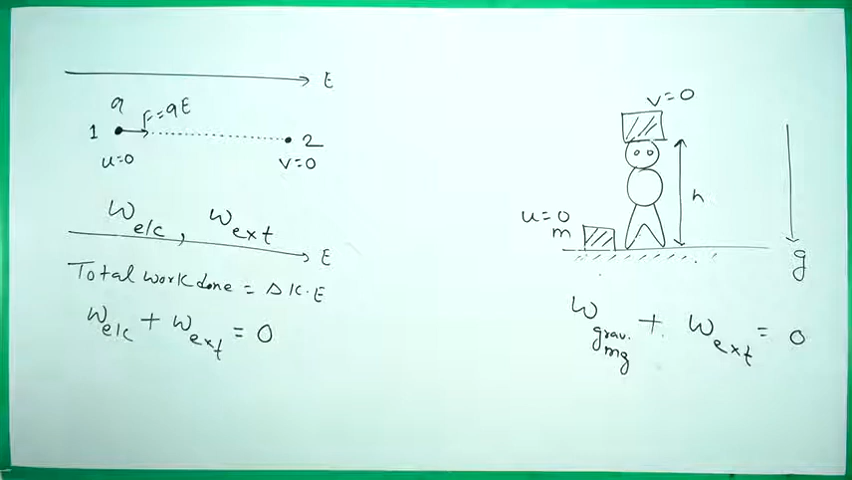 E
q
F=qE
1
2
u=0
v=0
W elc, W ext
E
Total work done = Δ K.E
W elc + W ext = 0
v=0
h
u=0
m
g
W grav. mg + W ext = 0